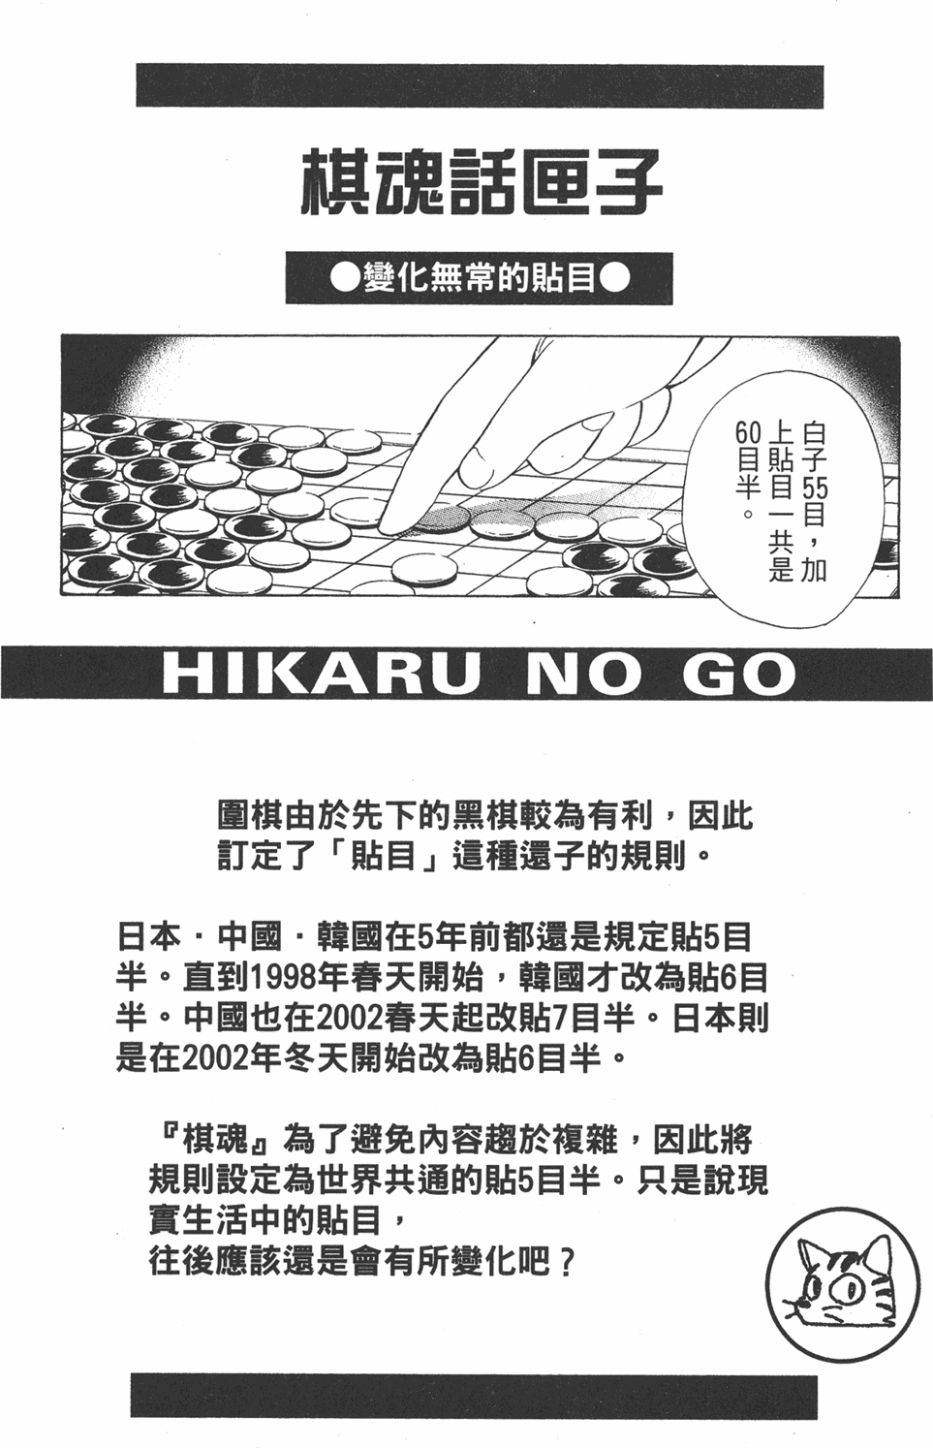 棋魂話匣子
●變化無常的貼目●
白子55目，加
上貼目一共是
60目半。
HIKARU NO GO
圍棋由於先下的黑棋較為有利，因此
訂定了「貼目」這種還子的規則。
日本・中國・韓國在5年前都還是規定貼5目
半。直到1998年春天開始，韓國才改為貼6目
半。中國也在2002春天起改貼7目半。日本則
是在2002年冬天開始改為貼6目半。
『棋魂』為了避免內容趨於複雜，因此將
規則設定為世界共通的貼5目半。只是說現
實生活中的貼目，
往後應該還是會有所變化吧？